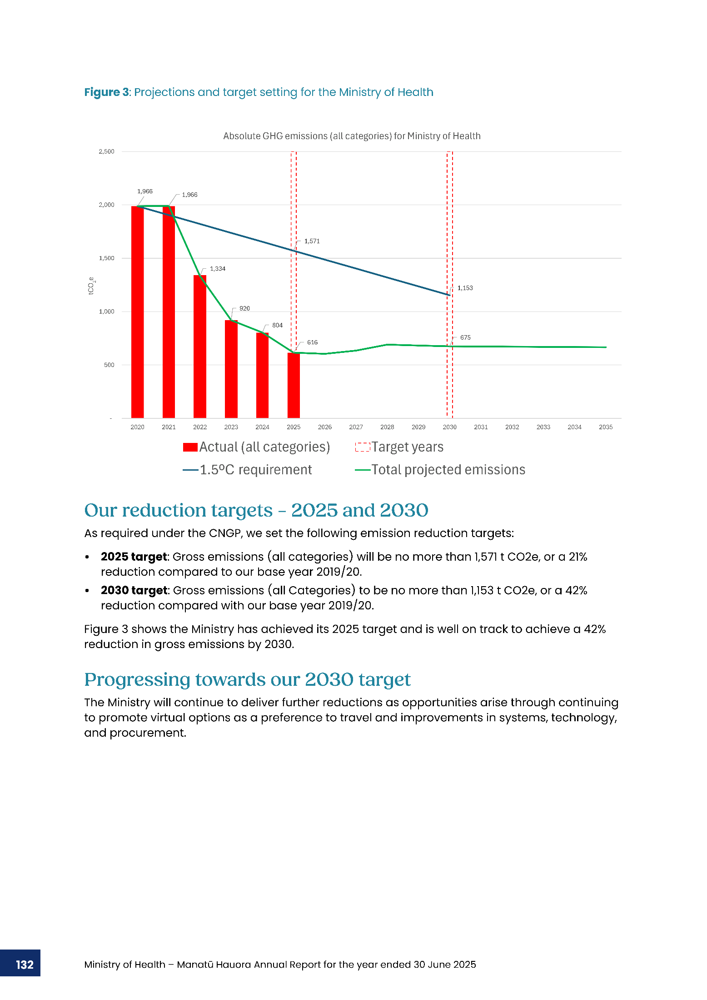 Figure 3: Projections and target setting for the Ministry of Health
Absolute GHG emissions (all categories) for Ministry of Health
2,500
2,000
1,500
1,000
500
-
tCO2e
1,966
1,966
1,334
920
804
616
1,571
1,153
675
2020 2021 2022 2023 2024 2025 2026 2027 2028 2029 2030 2031 2032 2033 2034 2035
Actual (all categories) Target years
1.5ºC requirement Total projected emissions
Our reduction targets – 2025 and 2030
As required under the CNGP, we set the following emission reduction targets:
• 2025 target: Gross emissions (all categories) will be no more than 1,571 t CO2e, or a 21%
reduction compared to our base year 2019/20.
• 2030 target: Gross emissions (all Categories) to be no more than 1,153 t CO2e, or a 42%
reduction compared with our base year 2019/20.
Figure 3 shows the Ministry has achieved its 2025 target and is well on track to achieve a 42%
reduction in gross emissions by 2030.
Progressing towards our 2030 target
The Ministry will continue to deliver further reductions as opportunities arise through continuing
to promote virtual options as a preference to travel and improvements in systems, technology,
and procurement.
132 Ministry of Health – Manatū Hauora Annual Report for the year ended 30 June 2025